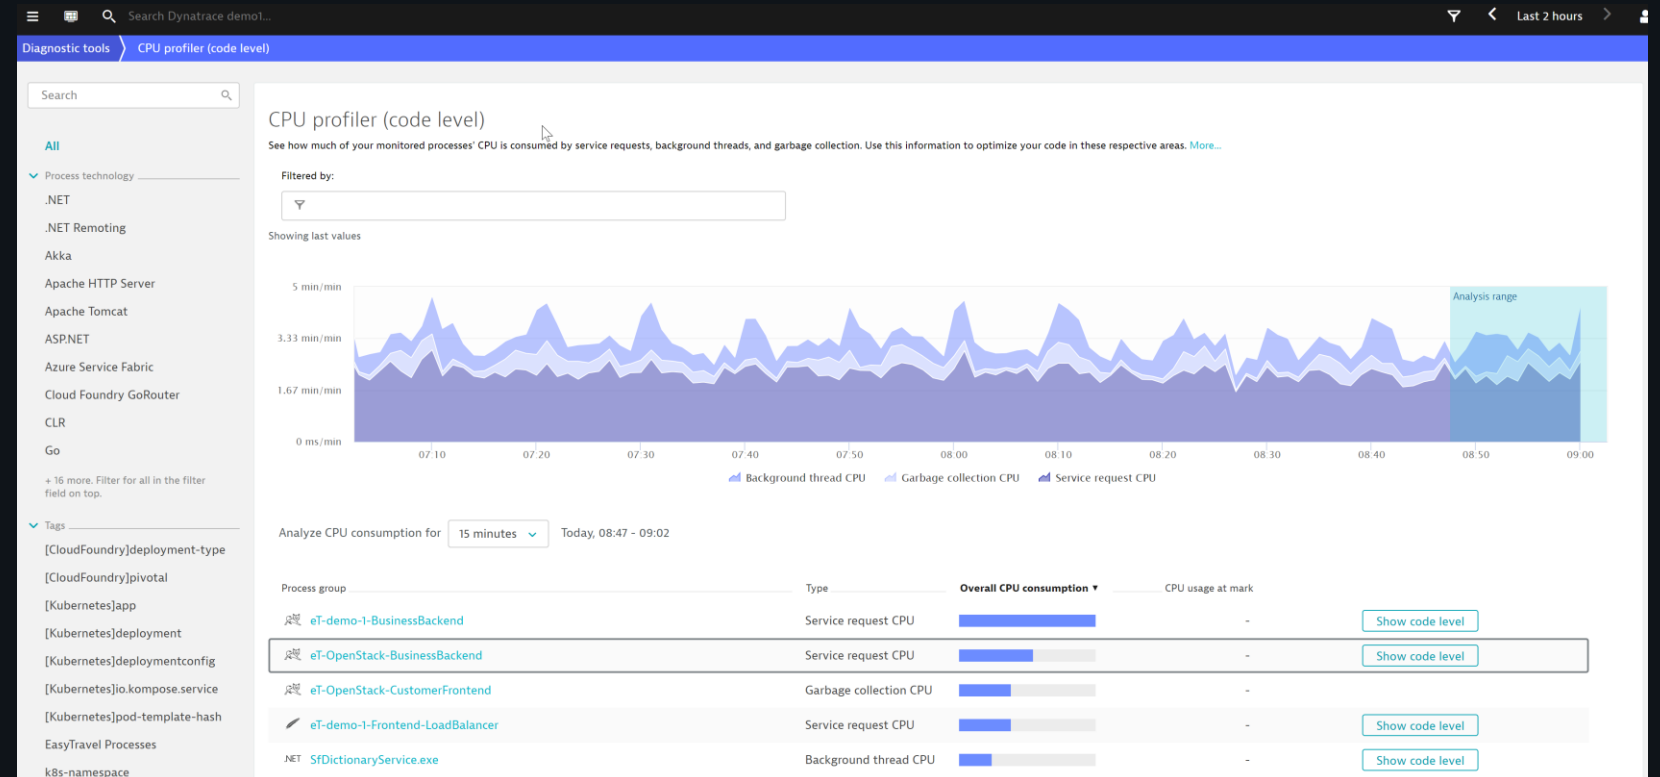 Search Dynatrace demo1...
Last 2 hours
Diagnostic tools
CPU profiler (code level)
Search
All
Process technology
.NET
.NET Remoting
Akka
Apache HTTP Server
Apache Tomcat
ASP.NET
Azure Service Fabric
Cloud Foundry GoRouter
CLR
Go
+ 16 more. Filter for all in the filter
field on top.
Tags
[CloudFoundry]deployment-type
[CloudFoundry]pivotal
[Kubernetes]app
[Kubernetes]deployment
[Kubernetes]deploymentconfig
[Kubernetes]io.kompose.service
[Kubernetes]pod-template-hash
EasyTravel Processes
k8s-namespace
CPU profiler (code level)
See how much of your monitored processes' CPU is consumed by service requests, background threads, and garbage collection. Use this information to optimize your code in these respective areas. More...
Filtered by:
Showing last values
5 min/min
3.33 min/min
1.67 min/min
0 ms/min
Analysis range
07:10 07:20 07:30 07:40 07:50 08:00 08:10 08:20 08:30 08:40 08:50 09:00
Background thread CPU Garbage collection CPU Service request CPU
Analyze CPU consumption for 15 minutes Today, 08:47 - 09:02
Process group Type Overall CPU consumption ▼ CPU usage at mark
eT-demo-1-BusinessBackend Service request CPU - Show code level
eT-OpenStack-BusinessBackend Service request CPU - Show code level
eT-OpenStack-CustomerFrontend Garbage collection CPU -
eT-demo-1-Frontend-LoadBalancer Service request CPU - Show code level
.NET SfDictionaryService.exe Background thread CPU - Show code level